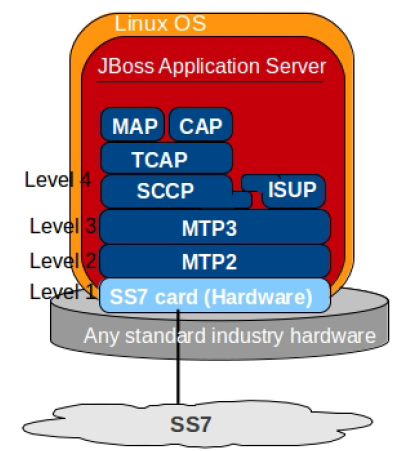 Linux OS
JBoss Application Server
MAP CAP
TCAP
Level 4
SCCP ISUP
Level 3 MTP3
Level 2 MTP2
Level 1 SS7 card (Hardware)
Any standard industry hardware
SS7